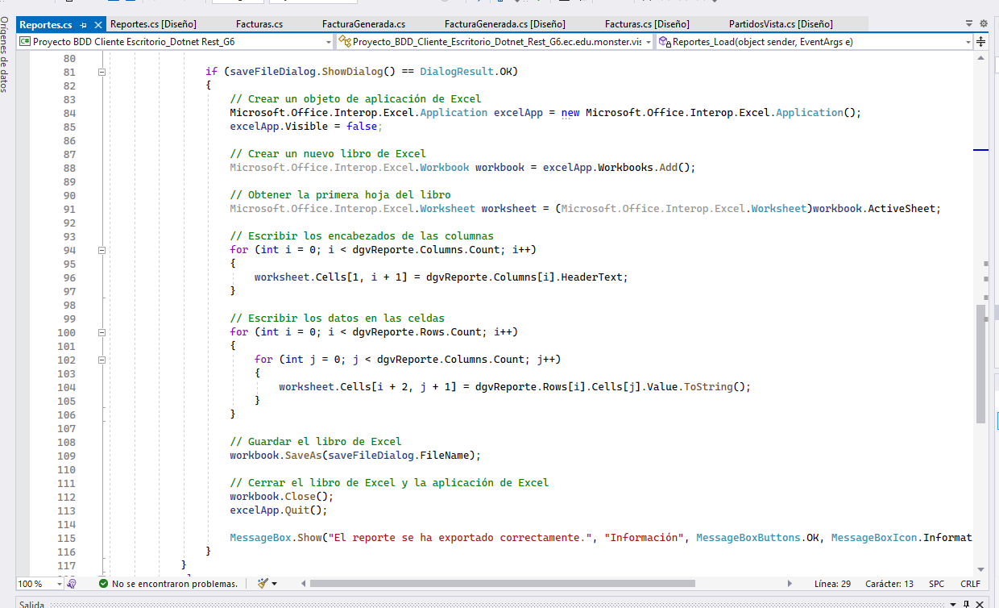 Reportes.cs Reportes.cs [Diseño] Facturas.cs FacturaGenerada.cs FacturaGenerada.cs [Diseño] Facturas.cs [Diseño] PartidosVista.cs [Diseño]
Orígenes de datos
C# Proyecto BDD Cliente Escritorio_Dotnet Rest_G6 Proyecto_BDD_Cliente_Escritorio_Dotnet_Rest_G6.ec.edu.monster.vis Reportes_Load(object sender, EventArgs e)
80
81 if (saveFileDialog.ShowDialog() == DialogResult.OK)
82 {
83 // Crear un objeto de aplicación de Excel
84 Microsoft.Office.Interop.Excel.Application excelApp = new Microsoft.Office.Interop.Excel.Application();
85 excelApp.Visible = false;
86
87 // Crear un nuevo libro de Excel
88 Microsoft.Office.Interop.Excel.Workbook workbook = excelApp.Workbooks.Add();
89
90 // Obtener la primera hoja del libro
91 Microsoft.Office.Interop.Excel.Worksheet worksheet = (Microsoft.Office.Interop.Excel.Worksheet)workbook.ActiveSheet;
92
93 // Escribir los encabezados de las columnas
94 for (int i = 0; i < dgvReporte.Columns.Count; i++)
95 {
96 worksheet.Cells[1, i + 1] = dgvReporte.Columns[i].HeaderText;
97 }
98
99 // Escribir los datos en las celdas
100 for (int i = 0; i < dgvReporte.Rows.Count; i++)
101 {
102 for (int j = 0; j < dgvReporte.Columns.Count; j++)
103 {
104 worksheet.Cells[i + 2, j + 1] = dgvReporte.Rows[i].Cells[j].Value.ToString();
105 }
106 }
107
108 // Guardar el libro de Excel
109 workbook.SaveAs(saveFileDialog.FileName);
110
111 // Cerrar el libro de Excel y la aplicación de Excel
112 workbook.Close();
113 excelApp.Quit();
114
115 MessageBox.Show("El reporte se ha exportado correctamente.", "Información", MessageBoxButtons.OK, MessageBoxIcon.Informat
116 }
117 }
100 % No se encontraron problemas. Línea: 29 Carácter: 13 SPC CRLF
Salida